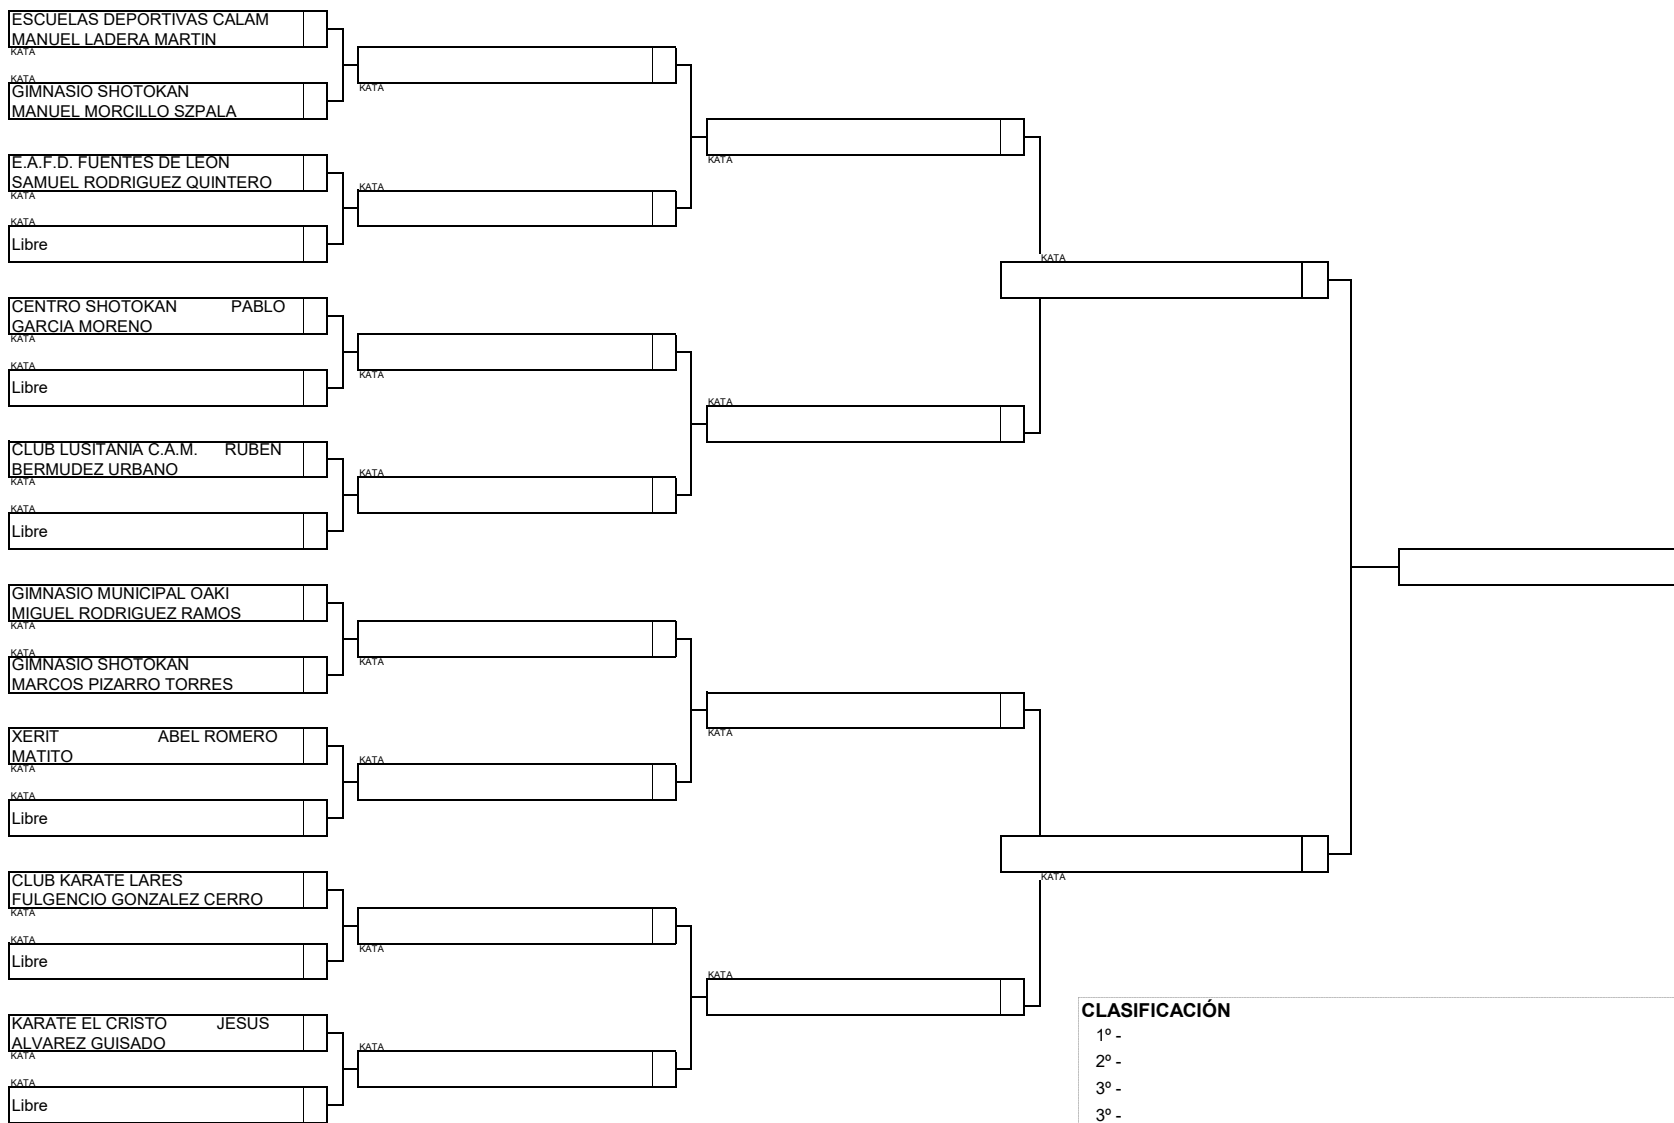 ESCUELAS DEPORTIVAS CALAM
MANUEL LADERA MARTIN
KATA
KATA
GIMNASIO SHOTOKAN
MANUEL MORCILLO SZPALA
E.A.F.D. FUENTES DE LEON
SAMUEL RODRIGUEZ QUINTERO
KATA
KATA
Libre
CENTRO SHOTOKAN PABLO
GARCIA MORENO
KATA
KATA
Libre
CLUB LUSITANIA C.A.M. RUBEN
BERMUDEZ URBANO
KATA
KATA
Libre
GIMNASIO MUNICIPAL OAKI
MIGUEL RODRIGUEZ RAMOS
KATA
KATA
GIMNASIO SHOTOKAN
MARCOS PIZARRO TORRES
XERIT ABEL ROMERO
MATITO
KATA
KATA
Libre
CLUB KARATE LARES
FULGENCIO GONZALEZ CERRO
KATA
KATA
Libre
KARATE EL CRISTO JESUS
ALVAREZ GUISADO
KATA
KATA
Libre
KATA
KATA
KATA
KATA
KATA
KATA
KATA
KATA
KATA
KATA
KATA
KATA
KATA
KATA
CLASIFICACIÓN
1º -
2º -
3º -
3º -